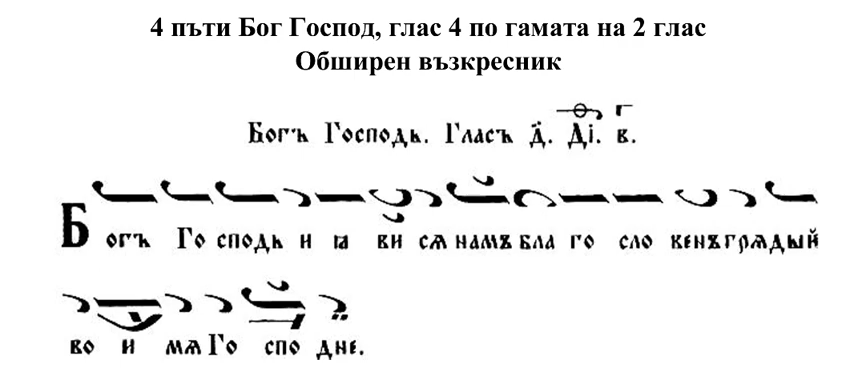 4 пъти Бог Господ, глас 4 по гамата на 2 глас
Обширен възкресник
Богъ Господь. Гласъ д҃. Ді. в.
Богъ Го сподь и ꙗ ви сѧ намъ бла го сло венъ грѧдый
во и мѧ Го спо дне.